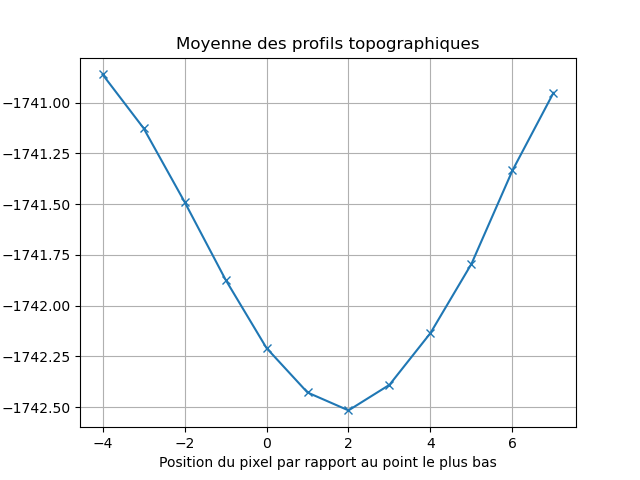 Moyenne des profils topographiques
−1741.00
−1741.25
−1741.50
−1741.75
−1742.00
−1742.25
−1742.50
−4 −2 0 2 4 6
Position du pixel par rapport au point le plus bas